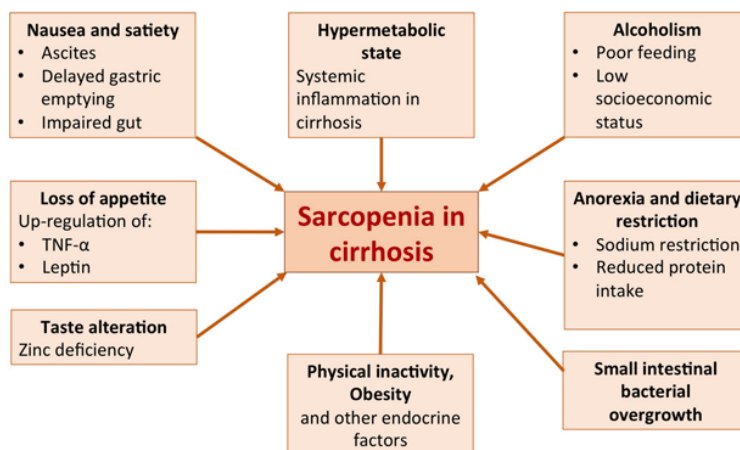 Nausea and satiety
• Ascites
• Delayed gastric
emptying
• Impaired gut
Hypermetabolic
state
Systemic
inflammation in
cirrhosis
Alcoholism
• Poor feeding
• Low
socioeconomic
status
Loss of appetite
Up-regulation of:
• TNF-α
• Leptin
Sarcopenia in
cirrhosis
Anorexia and dietary
restriction
• Sodium restriction
• Reduced protein
intake
Taste alteration
Zinc deficiency
Physical inactivity,
Obesity
and other endocrine
factors
Small intestinal
bacterial
overgrowth